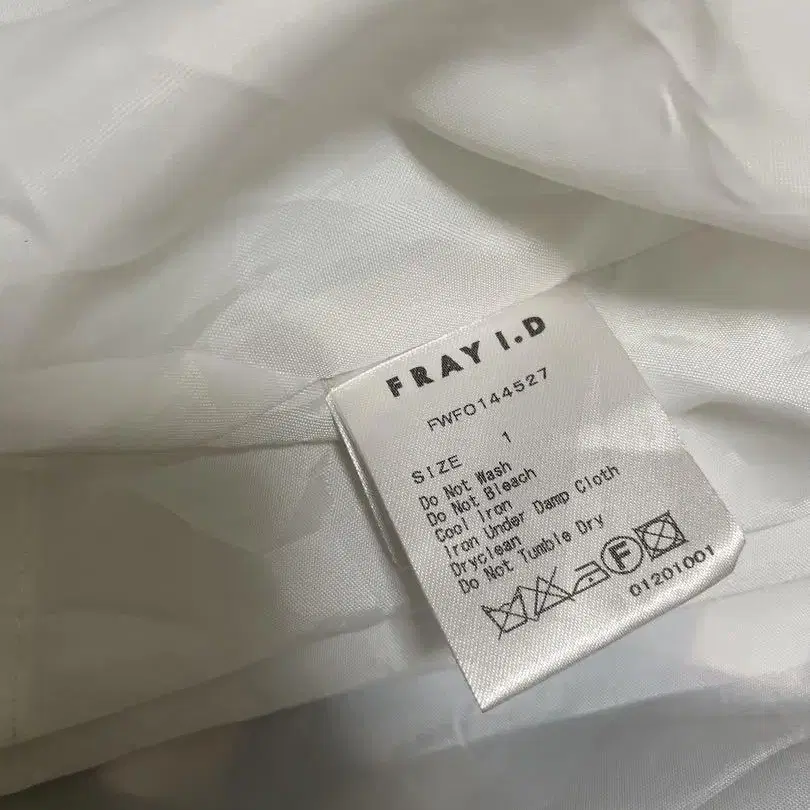 FRAY I.D
FWFO144527
SIZE 1
Do Not Wash
Do Not Bleach
Cool Iron
Iron Under Damp Cloth
Dryclean
Do Not Tumble Dry
F
01201001